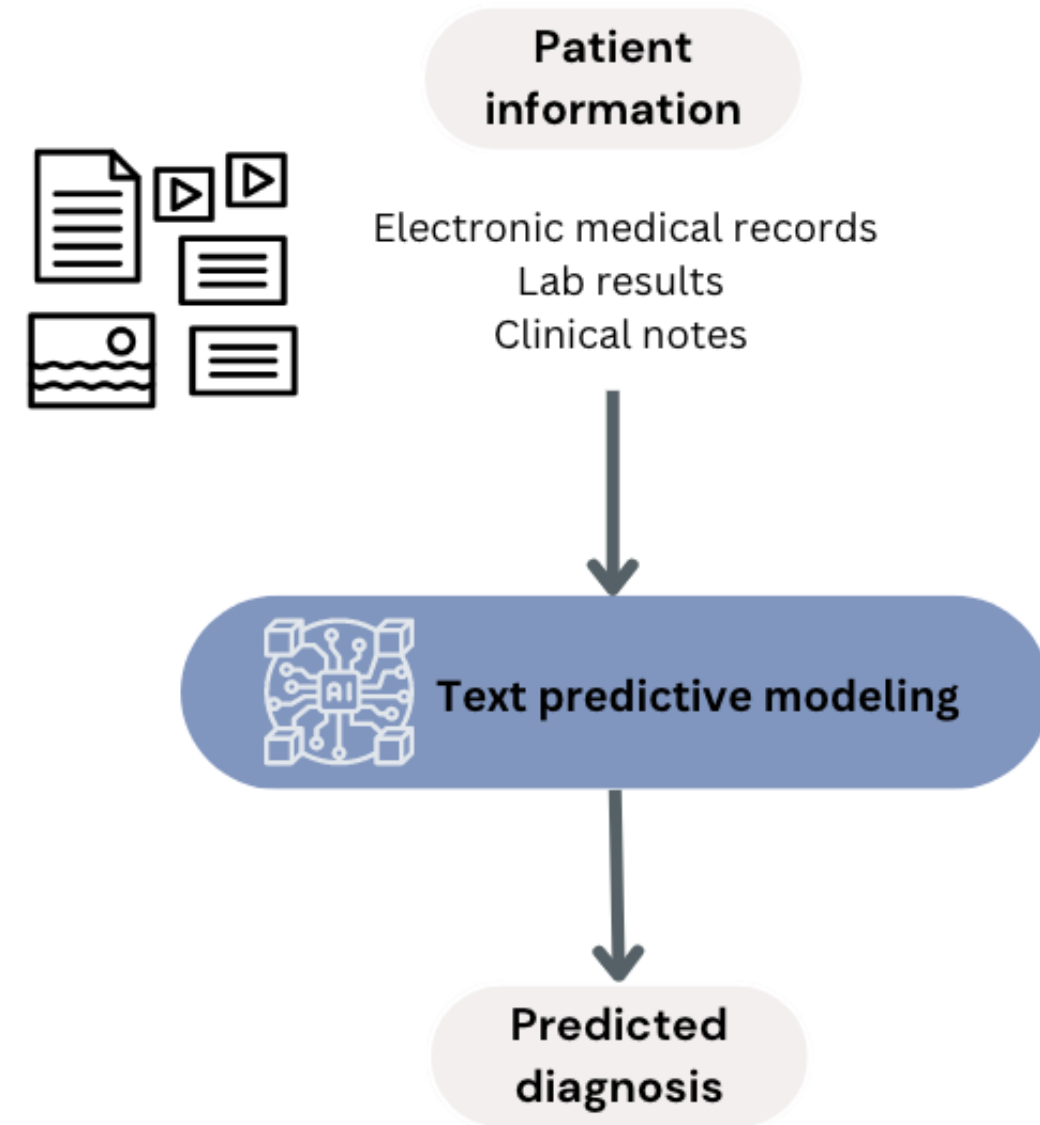 Patient
information
Electronic medical records
Lab results
Clinical notes
AI
Text predictive modeling
Predicted
diagnosis